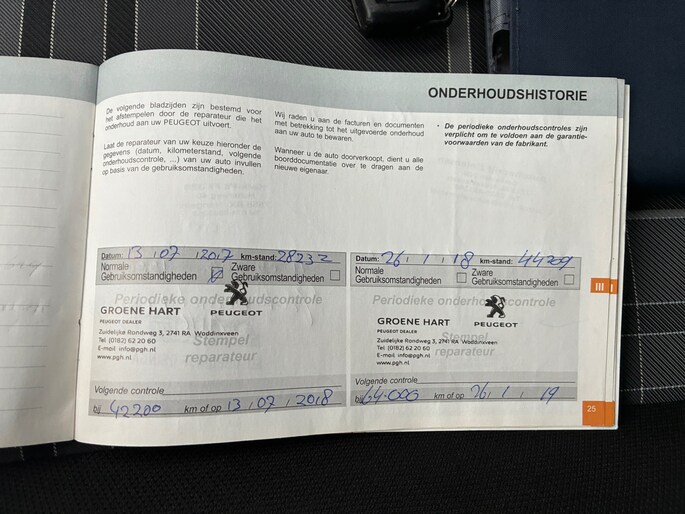 ONDERHOUDSHISTORIE
De volgende bladzijden zijn bestemd voor
het afstempelen door de reparateur die het
onderhoud aan uw PEUGEOT uitvoert.
Laat de reparateur van uw keuze hieronder de
gegevens (datum, kilometerstand, volgende
onderhoudscontrole, ...) van uw auto invullen
op basis van de gebruiksomstandigheden.
Wij raden u aan de facturen en documenten
met betrekking tot het uitgevoerde onderhoud
aan uw auto te bewaren.
Wanneer u de auto doorverkoopt, dient u alle
boorddocumentatie over te dragen aan de
nieuwe eigenaar.
• De periodieke onderhoudscontroles zijn
verplicht om te voldoen aan de garantie-
voorwaarden van de fabrikant.
Datum: 13 / 07 / 2017 km-stand: 28232
Normale
Gebruiksomstandigheden
Zware
Gebruiksomstandigheden
Periodieke onderhoudscontrole
GROENE HART
PEUGEOT DEALER
PEUGEOT
Zuidelijke Rondweg 3, 2741 RA Waddinxveen
Tel (0182) 62 20 60
E-mail info@pgh.nl
www.pgh.nl
Stempel
reparateur
Volgende controle
bij 42200 km of op 13 / 07 / 2018
Datum: 26 / 1 / 18 km-stand: 44209
Normale
Gebruiksomstandigheden
Zware
Gebruiksomstandigheden
Periodieke onderhoudscontrole
GROENE HART
PEUGEOT DEALER
PEUGEOT
Zuidelijke Rondweg 3, 2741 RA Waddinxveen
Tel (0182) 62 20 60
E-mail info@pgh.nl
www.pgh.nl
Stempel
reparateur
Volgende controle
bij 64.000 km of op 26 / 1 / 19
III
25